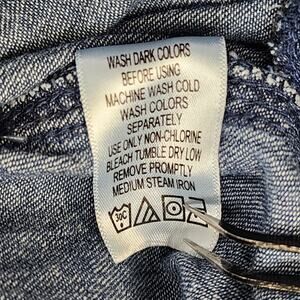 WASH DARK COLORS
BEFORE USING
MACHINE WASH COLD
WASH COLORS
SEPARATELY
USE ONLY NON-CHLORINE
BLEACH TUMBLE DRY LOW
REMOVE PROMPTLY
MEDIUM STEAM IRON
30C